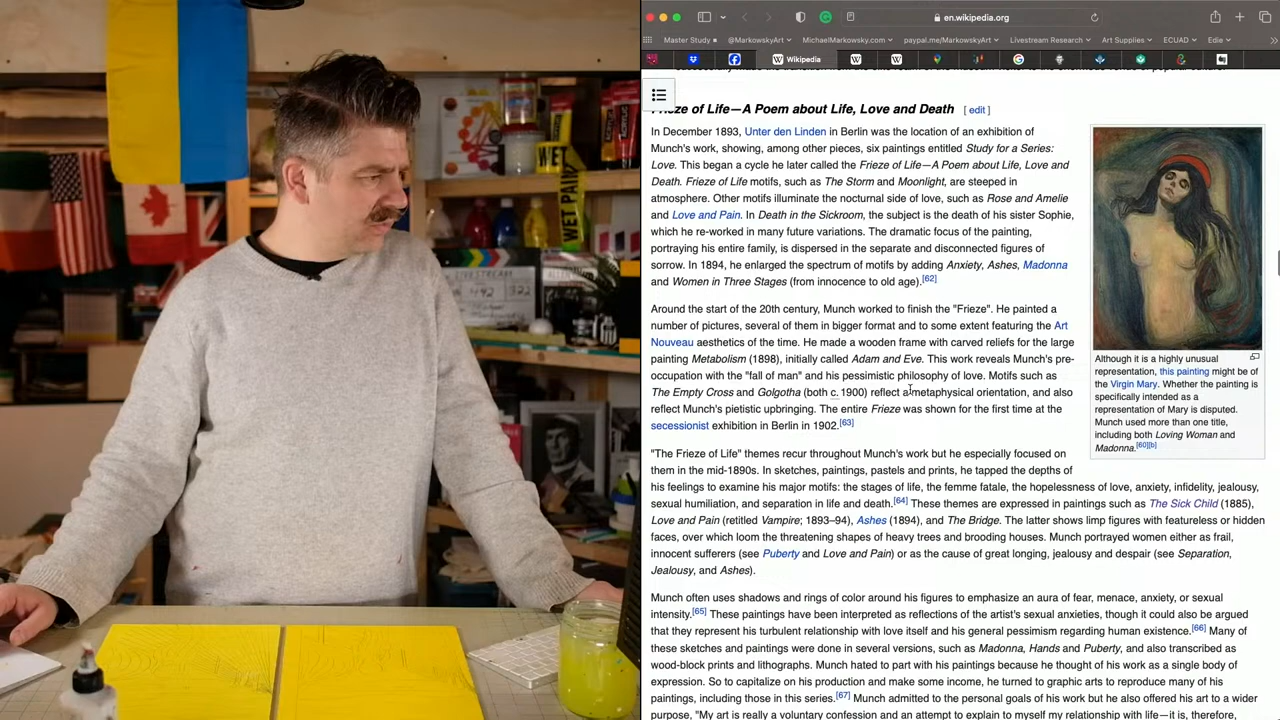 en.wikipedia.org
Master Study
@MarkowskyArt
MichaelMarkowsky.com
paypal.me/MarkowskyArt
Livestream Research
Art Supplies
ECUAD
Edie
Wikipedia
Frieze of Life—A Poem about Life, Love and Death [ edit ]
In December 1893, Unter den Linden in Berlin was the location of an exhibition of
Munch's work, showing, among other pieces, six paintings entitled Study for a Series:
Love. This began a cycle he later called the Frieze of Life—A Poem about Life, Love and
Death. Frieze of Life motifs, such as The Storm and Moonlight, are steeped in
atmosphere. Other motifs illuminate the nocturnal side of love, such as Rose and Amelie
and Love and Pain. In Death in the Sickroom, the subject is the death of his sister Sophie,
which he re-worked in many future variations. The dramatic focus of the painting,
portraying his entire family, is dispersed in the separate and disconnected figures of
sorrow. In 1894, he enlarged the spectrum of motifs by adding Anxiety, Ashes, Madonna
and Women in Three Stages (from innocence to old age).[62]
Around the start of the 20th century, Munch worked to finish the "Frieze". He painted a
number of pictures, several of them in bigger format and to some extent featuring the Art
Nouveau aesthetics of the time. He made a wooden frame with carved reliefs for the large
painting Metabolism (1898), initially called Adam and Eve. This work reveals Munch's pre-
occupation with the "fall of man" and his pessimistic philosophy of love. Motifs such as
The Empty Cross and Golgotha (both c. 1900) reflect a metaphysical orientation, and also
reflect Munch's pietistic upbringing. The entire Frieze was shown for the first time at the
secessionist exhibition in Berlin in 1902.[63]
Although it is a highly unusual
representation, this painting might be of
the Virgin Mary. Whether the painting is
specifically intended as a
representation of Mary is disputed.
Munch used more than one title,
including both Loving Woman and
Madonna.[60][b]
"The Frieze of Life" themes recur throughout Munch's work but he especially focused on
them in the mid-1890s. In sketches, paintings, pastels and prints, he tapped the depths of
his feelings to examine his major motifs: the stages of life, the femme fatale, the hopelessness of love, anxiety, infidelity, jealousy,
sexual humiliation, and separation in life and death.[64] These themes are expressed in paintings such as The Sick Child (1885),
Love and Pain (retitled Vampire; 1893–94), Ashes (1894), and The Bridge. The latter shows limp figures with featureless or hidden
faces, over which loom the threatening shapes of heavy trees and brooding houses. Munch portrayed women either as frail,
innocent sufferers (see Puberty and Love and Pain) or as the cause of great longing, jealousy and despair (see Separation,
Jealousy, and Ashes).
Munch often uses shadows and rings of color around his figures to emphasize an aura of fear, menace, anxiety, or sexual
intensity.[65] These paintings have been interpreted as reflections of the artist's sexual anxieties, though it could also be argued
that they represent his turbulent relationship with love itself and his general pessimism regarding human existence.[66] Many of
these sketches and paintings were done in several versions, such as Madonna, Hands and Puberty, and also transcribed as
wood-block prints and lithographs. Munch hated to part with his paintings because he thought of his work as a single body of
expression. So to capitalize on his production and make some income, he turned to graphic arts to reproduce many of his
paintings, including those in this series.[67] Munch admitted to the personal goals of his work but he also offered his art to a wider
purpose, "My art is really a voluntary confession and an attempt to explain to myself my relationship with life—it is, therefore,
WET PAINT
WET